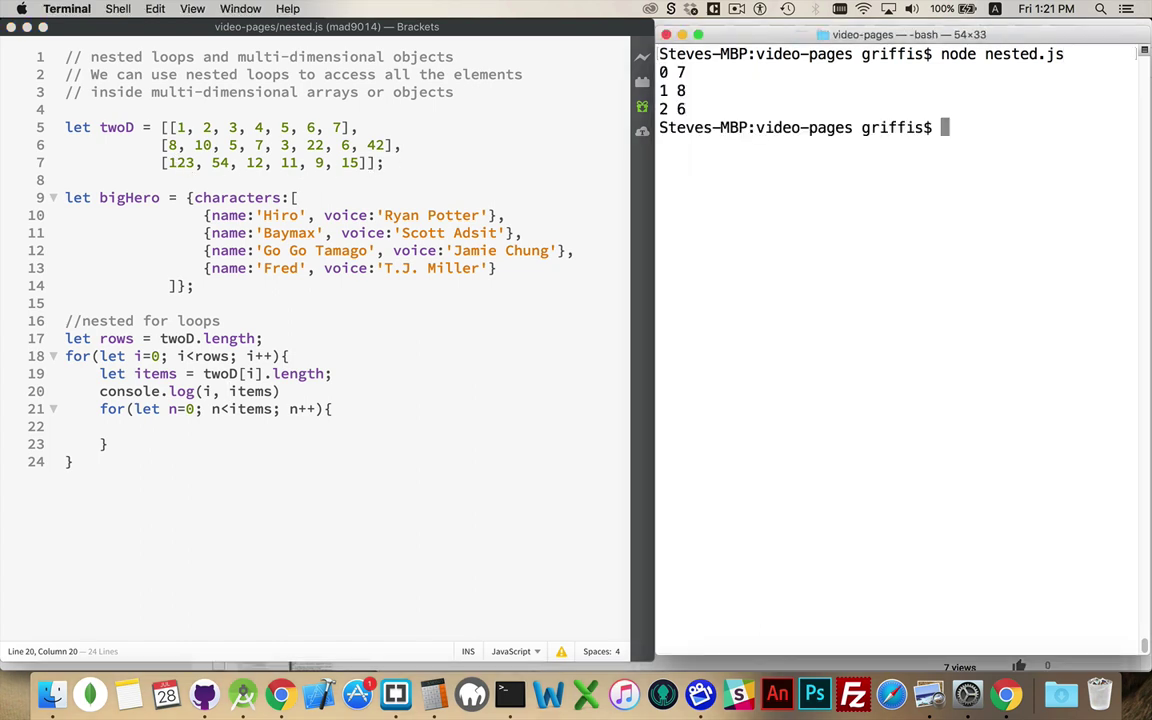 Terminal Shell Edit View Window Help 100% Fri 1:21 PM
video-pages/nested.js (mad9014) — Brackets
1 // nested loops and multi-dimensional objects
2 // We can use nested loops to access all the elements
3 // inside multi-dimensional arrays or objects
4
5 let twoD = [[1, 2, 3, 4, 5, 6, 7],
6 [8, 10, 5, 7, 3, 22, 6, 42],
7 [123, 54, 12, 11, 9, 15]];
8
9 let bigHero = {characters:[
10 {name:'Hiro', voice:'Ryan Potter'},
11 {name:'Baymax', voice:'Scott Adsit'},
12 {name:'Go Go Tamago', voice:'Jamie Chung'},
13 {name:'Fred', voice:'T.J. Miller'}
14 ]};
15
16 //nested for loops
17 let rows = twoD.length;
18 for(let i=0; i<rows; i++){
19 let items = twoD[i].length;
20 console.log(i, items)
21 for(let n=0; n<items; n++){
22
23 }
24 }
Line 20, Column 20 — 24 Lines INS JavaScript Spaces: 4
video-pages — -bash — 54×33
Steves-MBP:video-pages griffis$ node nested.js
0 7
1 8
2 6
Steves-MBP:video-pages griffis$
7 views 0
JUL
28
1
An
Ps
Fz